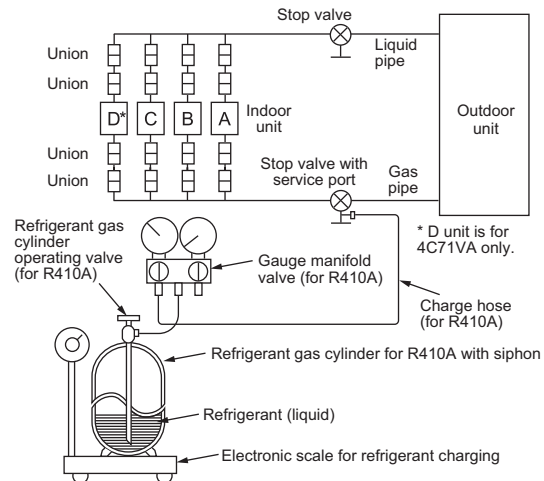 Stop valve
Union
Liquid
pipe
Union
D*
C
B
A
Indoor
unit
Outdoor
unit
Union
Stop valve with
service port
Gas
pipe
Union
Refrigerant gas
cylinder
operating valve
(for R410A)
* D unit is for
4C71VA only.
Gauge manifold
valve (for R410A)
Charge hose
(for R410A)
Refrigerant gas cylinder for R410A with siphon
Refrigerant (liquid)
Electronic scale for refrigerant charging